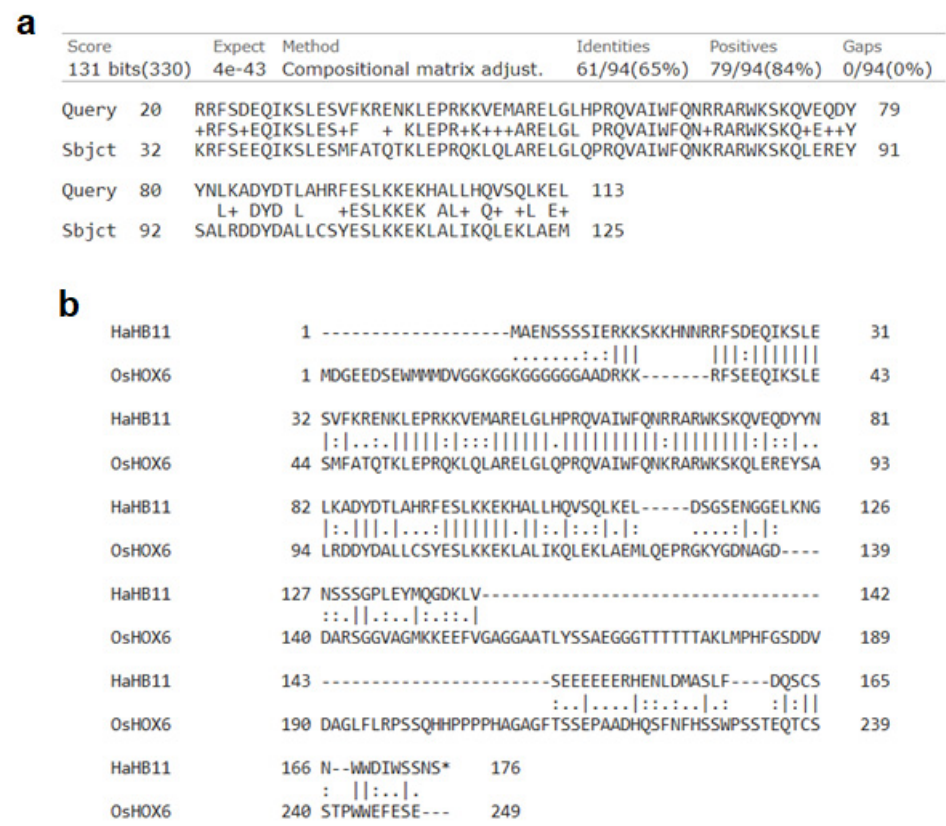 a
Score Expect Method Identities Positives Gaps
131 bits(330) 4e-43 Compositional matrix adjust. 61/94(65%) 79/94(84%) 0/94(0%)
Query 20 RRFSDEQIKSLESVFKRENKLEPRKKVEMARELGLHPRQVAIWFQNRRARWKSKQVEQDY 79
+RFS+EQIKSLES+F  + KLEPR+K+++ARELGL PRQVAIWFQN+RARWKSKQ+E++Y
Sbjct 32 KRFSEEQIKSLESMFATQTKLEPRQKLQLARELGLQPRQVAIWFQNKRARWKSKQLEREY 91
Query 80 YNLKADYDTLAHRFESLKKEKHALLHQVSQLKEL 113
L+ DYD L   +ESLKKEK AL+ Q+ +L E+
Sbjct 92 SALRDDYDALLCSYESLKKEKLALIKQLEKLAEM 125
b
HaHB11 1 -------------------MAENSSSSIERKKSKKHNNRRFSDEQIKSLE 31
.......:.:|||       |||:|||||||
OsHOX6 1 MDGEEDSEWMMMDVGGKGGKGGGGGGAADRKK-------RFSEEQIKSLE 43
HaHB11 32 SVFKRENKLEPRKKVEMARELGLHPRQVAIWFQNRRARWKSKQVEQDYYN 81
|:|..:.|||||:|:::||||||.||||||||||:||||||||:|::|..
OsHOX6 44 SMFATQTKLEPRQKLQLARELGLQPRQVAIWFQNKRARWKSKQLEREYSA 93
HaHB11 82 LKADYDTLAHRFESLKKEKHALLHQVSQLKEL-----DSGSENGGELKNG 126
|:.|||.|...:|||||||.||:.|:.:|.|:     ....:|.|:
OsHOX6 94 LRDDYDALLCSYESLKKEKLALIKQLEKLAEMLQEPRGKYGDNAGD---- 139
HaHB11 127 NSSSGPLEYMQGDKLV---------------------------------- 142
::.||.:..|:.::.|
OsHOX6 140 DARSGGVAGMKKEEFVGAGGAATLYSSAEGGGTTTTTTAKLMPHFGSDDV 189
HaHB11 143 -----------------------SEEEEEERHENLDMASLF----DQSCS 165
:..|....|::.:..|.:    :|:||
OsHOX6 190 DAGLFLRPSSQHHPPPPHAGAGFTSSEPAADHQSFNFHSSWPSSTEQTCS 239
HaHB11 166 N--WWDIWSSNS* 176
:  ||:..|.
OsHOX6 240 STPWWEFESE--- 249